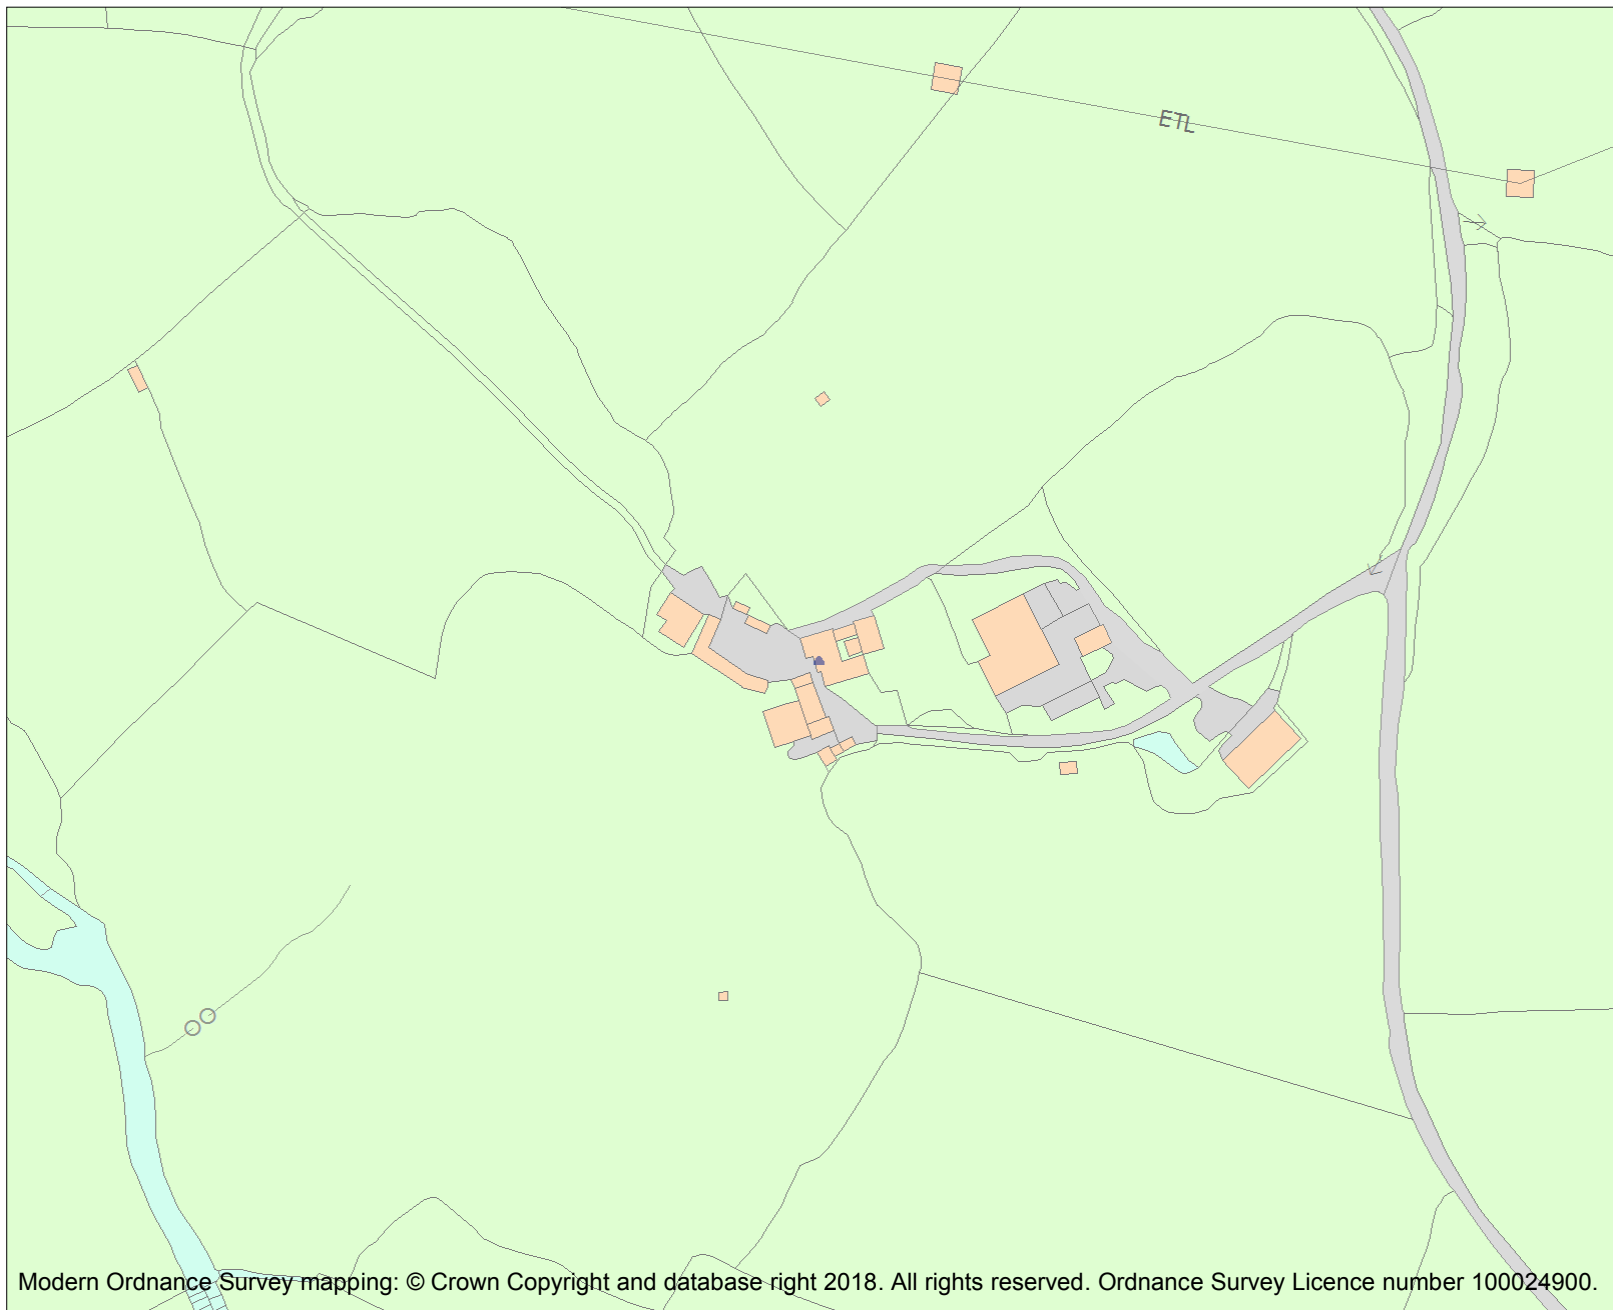 ETL
Modern Ordnance Survey mapping: © Crown Copyright and database right 2018. All rights reserved. Ordnance Survey Licence number 100024900.